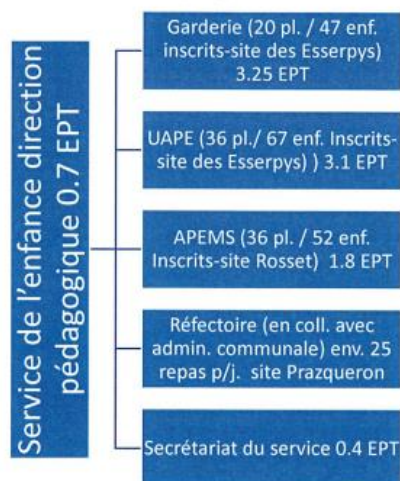 Service de l'enfance direction
pédagogique 0.7 EPT
Garderie (20 pl. / 47 enf.
inscrits-site des Esserpys)
3.25 EPT
UAPE (36 pl./ 67 enf. Inscrits-
site des Esserpys) ) 3.1 EPT
APEMS (36 pl. / 52 enf.
Inscrits-site Rosset) 1.8 EPT
Réfectoire (en coll. avec
admin. communale) env. 25
repas p/j. site Prazqueron
Secrétariat du service 0.4 EPT